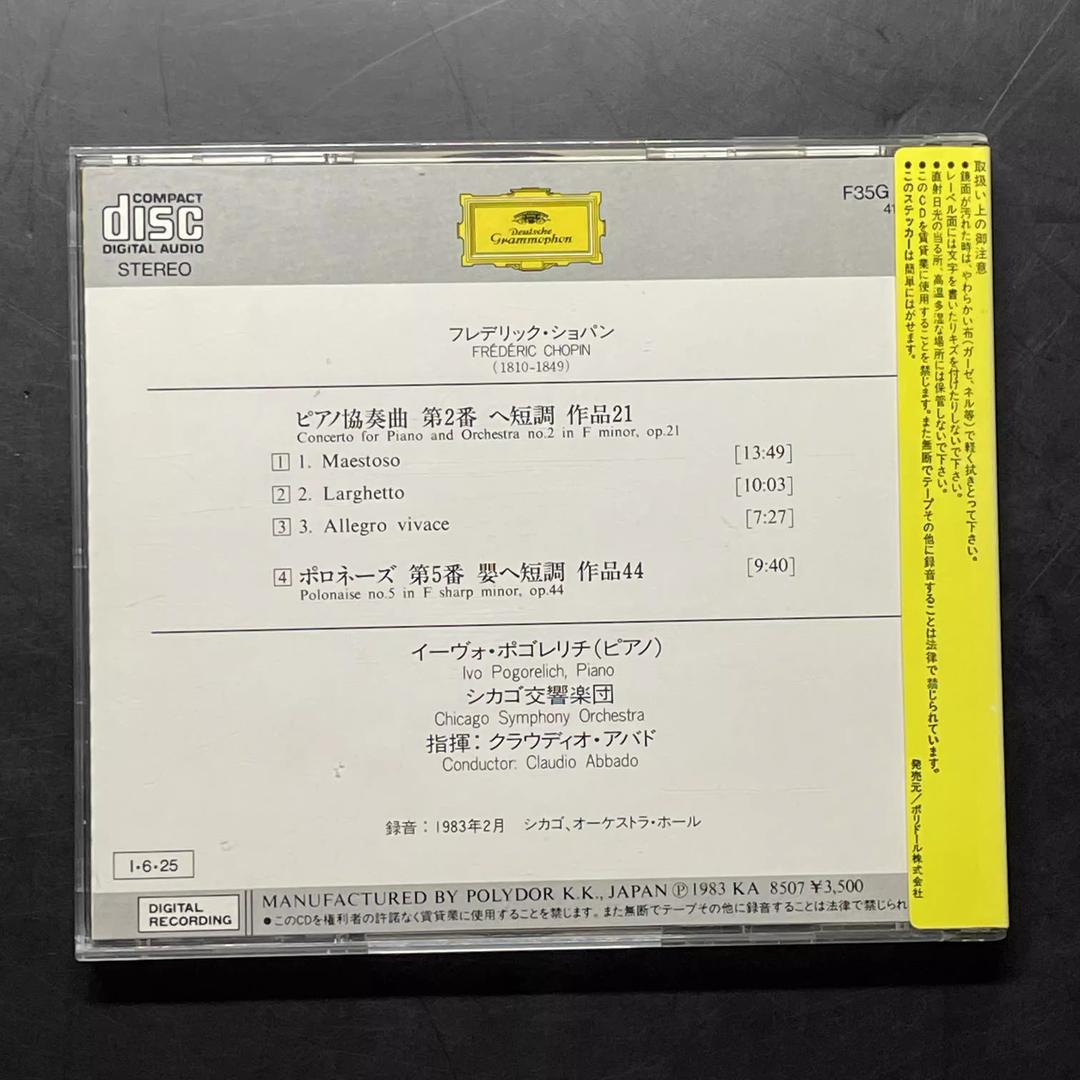 COMPACT
disc
DIGITAL AUDIO
STEREO
Deutsche
Grammophon
F35G
41
フレデリック・ショパン
FRÉDÉRIC CHOPIN
(1810-1849)
ピアノ協奏曲 第2番 ヘ短調 作品21
Concerto for Piano and Orchestra no.2 in F minor, op.21
1 1. Maestoso [13:49]
2 2. Larghetto [10:03]
3 3. Allegro vivace [7:27]
4 ポロネーズ 第5番 嬰ヘ短調 作品44 [9:40]
Polonaise no.5 in F sharp minor, op.44
イーヴォ・ポゴレリチ(ピアノ)
Ivo Pogorelich, Piano
シカゴ交響楽団
Chicago Symphony Orchestra
指揮：クラウディオ・アバド
Conductor: Claudio Abbado
録音：1983年2月 シカゴ、オーケストラ・ホール
I・6・25
DIGITAL
RECORDING
MANUFACTURED BY POLYDOR K.K., JAPAN Ⓟ1983 KA 8507 ¥3,500
●このCDを権利者の許諾なく賃貸業に使用することを禁じます。また無断でテープその他に録音することは法律で禁じられ
取扱い上の御注意
●鏡面が汚れた時は、やわらかい布(ガーゼ、ネル等)で軽く拭きとって下さい。
●レーベル面には文字を書いたりキズを付けたりしないで下さい。
●直射日光の当る所、高温多湿な場所には保管しないで下さい。
●このCDを賃貸業に使用することを禁じます。また無断でテープその他に録音することは法律で禁じられています。
●このステッカーは簡単にはがせます。
発売元/ポリドール株式会社